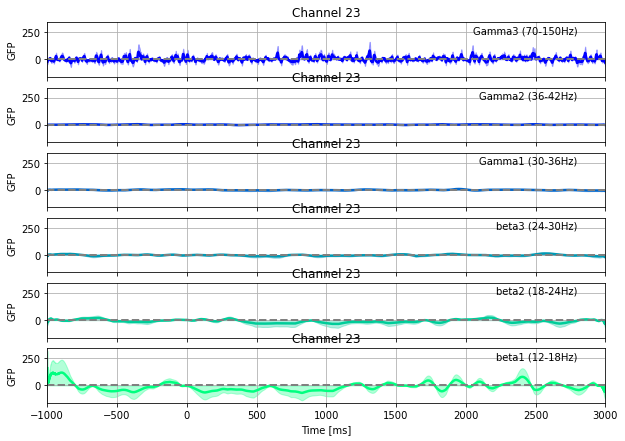 Channel 23
GFP
250
0
Gamma3 (70-150Hz)
Channel 23
GFP
250
0
Gamma2 (36-42Hz)
Channel 23
GFP
250
0
Gamma1 (30-36Hz)
Channel 23
GFP
250
0
beta3 (24-30Hz)
Channel 23
GFP
250
0
beta2 (18-24Hz)
Channel 23
GFP
250
0
beta1 (12-18Hz)
−1000 −500 0 500 1000 1500 2000 2500 3000
Time [ms]